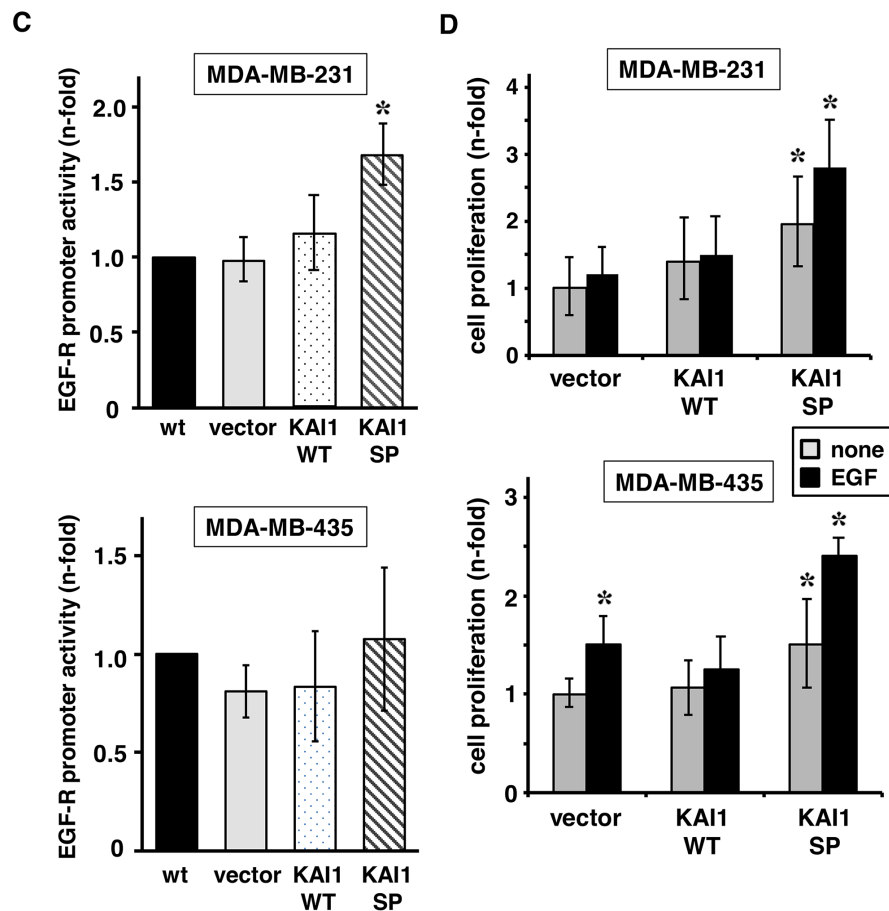 C
MDA-MB-231
EGF-R promoter activity (n-fold)
2.0
1.5
1.0
0.5
0
*
wt vector KAI1 KAI1
WT SP
MDA-MB-435
EGF-R promoter activity (n-fold)
1.5
1.0
0.5
0
wt vector KAI1 KAI1
WT SP
D
MDA-MB-231
cell proliferation (n-fold)
4
3
2
1
0
* *
vector KAI1 KAI1
WT SP
none
EGF
MDA-MB-435
cell proliferation (n-fold)
3
2
1
0
* * *
vector KAI1 KAI1
WT SP